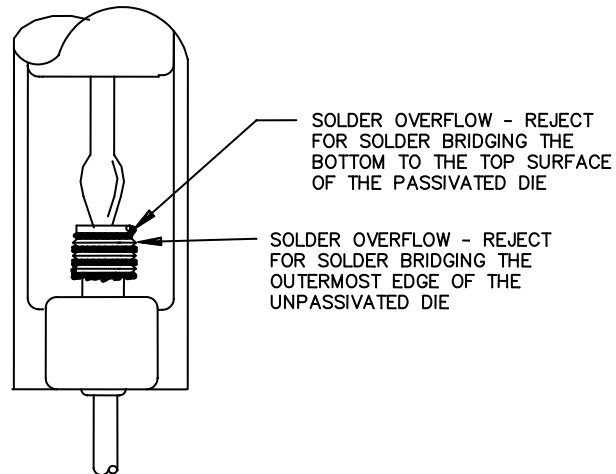 SOLDER OVERFLOW - REJECT
FOR SOLDER BRIDGING THE
BOTTOM TO THE TOP SURFACE
OF THE PASSIVATED DIE
SOLDER OVERFLOW - REJECT
FOR SOLDER BRIDGING THE
OUTERMOST EDGE OF THE
UNPASSIVATED DIE